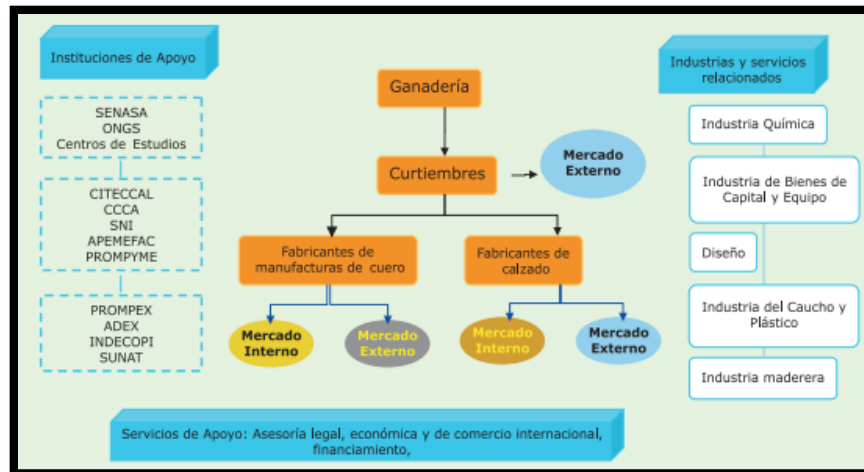 Instituciones de Apoyo
SENASA
ONGS
Centros de Estudios
CITECCAL
CCCA
SNI
APEMEFAC
PROMPYME
PROMPEX
ADEX
INDECOPI
SUNAT
Ganadería
Curtiembres
Mercado
Externo
Fabricantes de
manufacturas de cuero
Fabricantes de
calzado
Mercado
Interno
Mercado
Externo
Mercado
Interno
Mercado
Externo
Industrias y servicios
relacionados
Industria Química
Industria de Bienes de
Capital y Equipo
Diseño
Industria del Caucho y
Plástico
Industria maderera
Servicios de Apoyo: Asesoría legal, económica y de comercio internacional,
financiamiento,